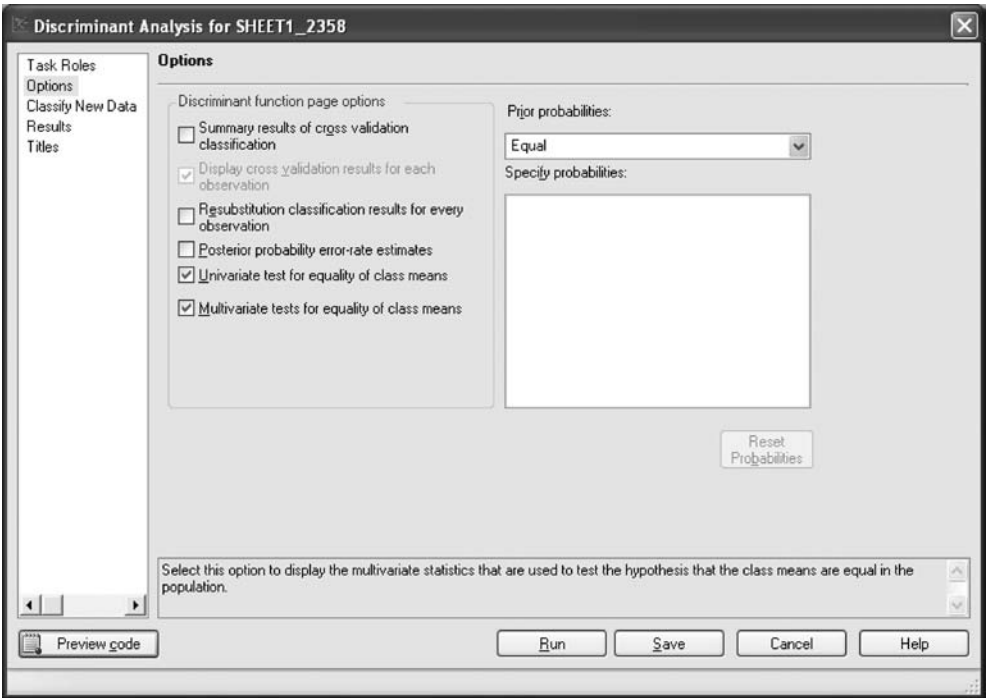 Discriminant Analysis for SHEET1_2358
Task Roles
Options
Classify New Data
Results
Titles
Options
Discriminant function page options
Summary results of cross validation
classification
Display cross validation results for each
observation
Resubstitution classification results for every
observation
Posterior probability error-rate estimates
Univariate test for equality of class means
Multivariate tests for equality of class means
Prior probabilities:
Equal
Specify probabilities:
Reset
Probabilities
Select this option to display the multivariate statistics that are used to test the hypothesis that the class means are equal in the
population.
Preview code
Run
Save
Cancel
Help